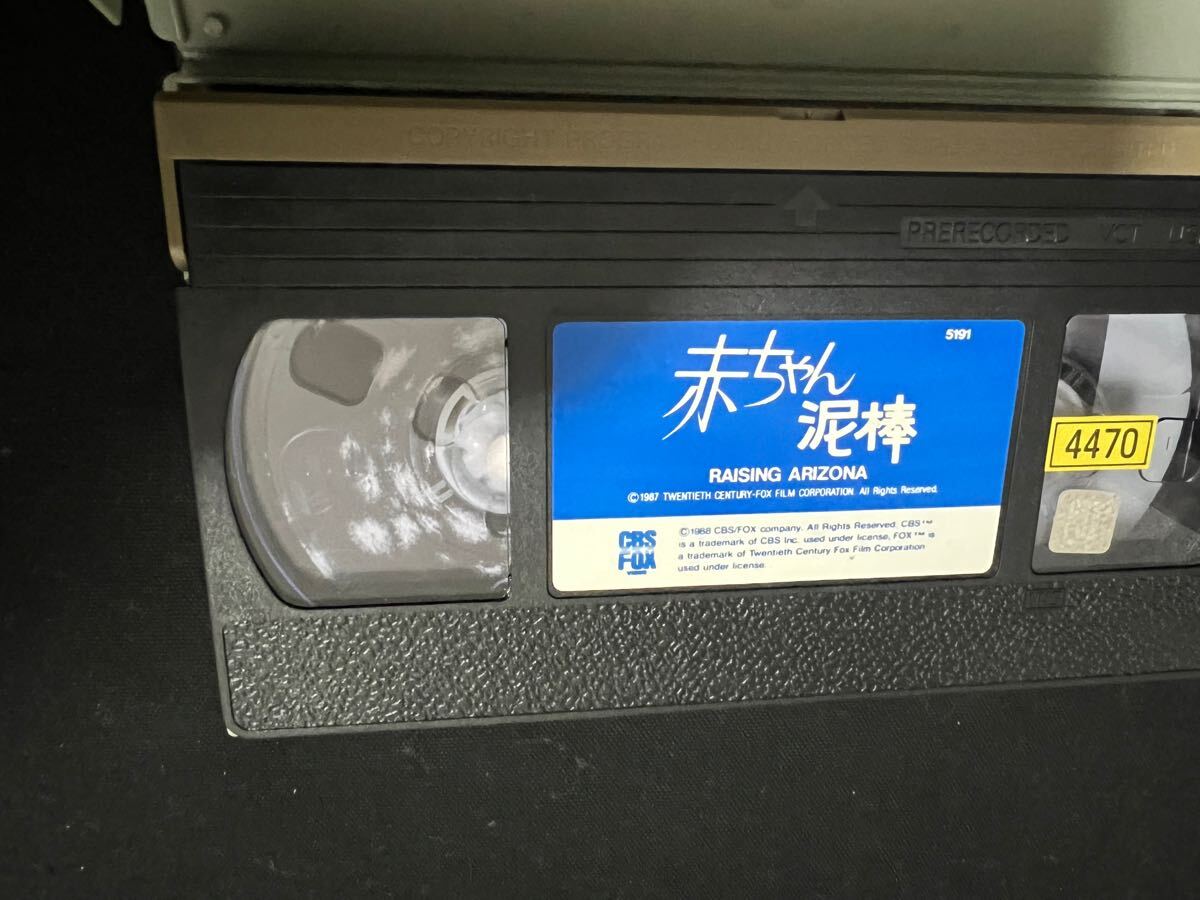 COPYRIGHT
PRERECORDED VCT
5191
赤ちゃん
泥棒
RAISING ARIZONA
©1987 TWENTIETH CENTURY-FOX FILM CORPORATION. All Rights Reserved.
CBS
FOX
©1988 CBS/FOX company. All Rights Reserved. CBS™
is a trademark of CBS Inc. used under license, FOX™ is
a trademark of Twentieth Century Fox Film Corporation
used under license.
4470